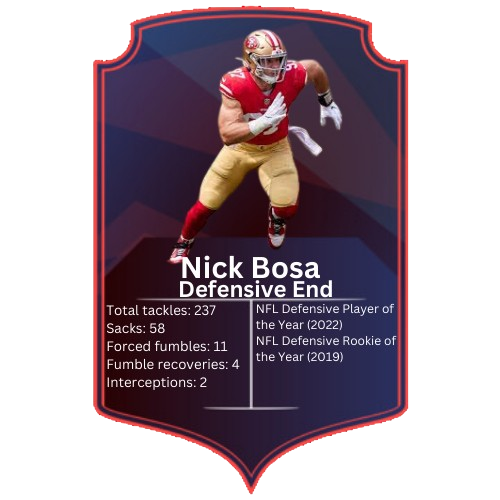 Nick Bosa
Defensive End
Total tackles: 237
Sacks: 58
Forced fumbles: 11
Fumble recoveries: 4
Interceptions: 2
NFL Defensive Player of
the Year (2022)
NFL Defensive Rookie of
the Year (2019)